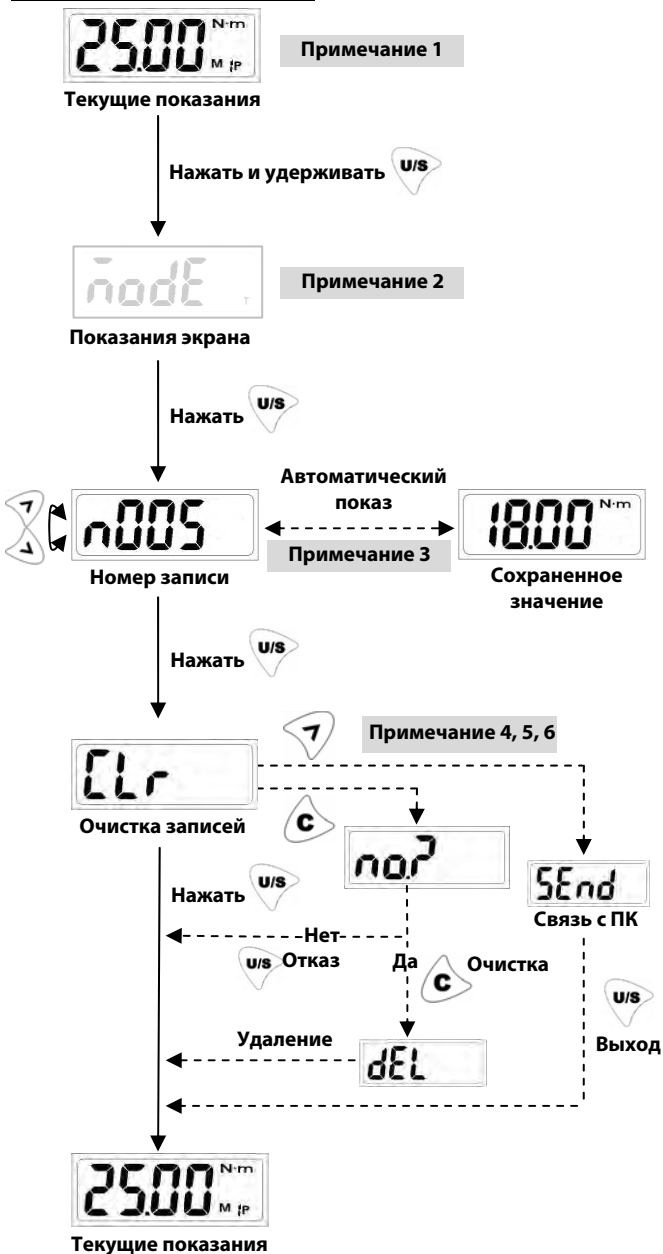 25.00 N·m
M P
Примечание 1
Текущие показания
Нажать и удерживать U/S
modE T
Примечание 2
Показания экрана
Нажать U/S
Автоматический
показ
n005
18.00 N·m
Примечание 3
Номер записи
Сохраненное
значение
Нажать U/S
Примечание 4, 5, 6
CLr
Очистка записей
C
no.?
SEnd
Связь с ПК
Нажать U/S
Нет
U/S Отказ
Да
C
Очистка
U/S
Выход
Удаление
dEL
25.00 N·m
M P
Текущие показания